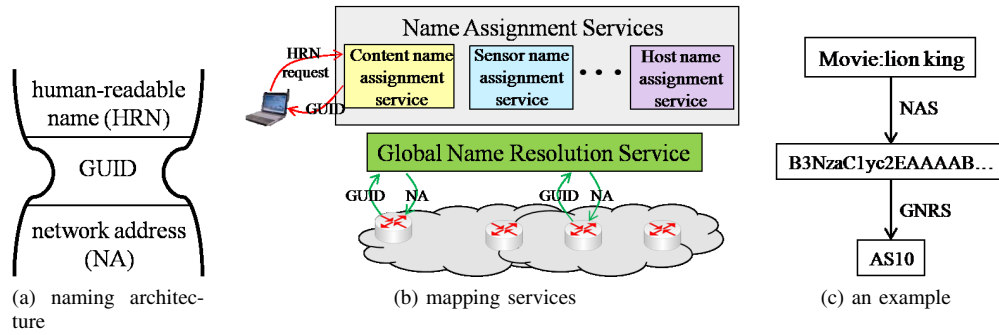 human-readable
name (HRN)
GUID
network address
(NA)
(a) naming architec-
ture
Name Assignment Services
HRN
request
GUID
Content name
assignment
service
Sensor name
assignment
service
• • •
Host name
assignment
service
Global Name Resolution Service
GUID
NA
GUID
NA
(b) mapping services
Movie:lion king
NAS
B3NzaC1yc2EAAAAB...
GNRS
AS10
(c) an example